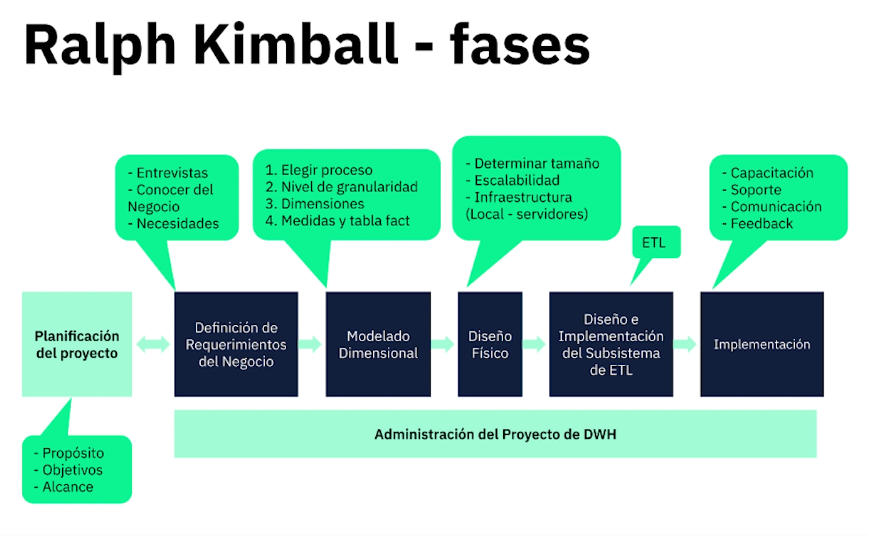 Ralph Kimball - fases
- Entrevistas
- Conocer del
Negocio
- Necesidades
1. Elegir proceso
2. Nivel de granularidad
3. Dimensiones
4. Medidas y tabla fact
- Determinar tamaño
- Escalabilidad
- Infraestructura
(Local - servidores)
ETL
- Capacitación
- Soporte
- Comunicación
- Feedback
Planificación
del proyecto
Definición de
Requerimientos
del Negocio
Modelado
Dimensional
Diseño
Físico
Diseño e
Implementación
del Subsistema
de ETL
Implementación
Administración del Proyecto de DWH
- Propósito
- Objetivos
- Alcance